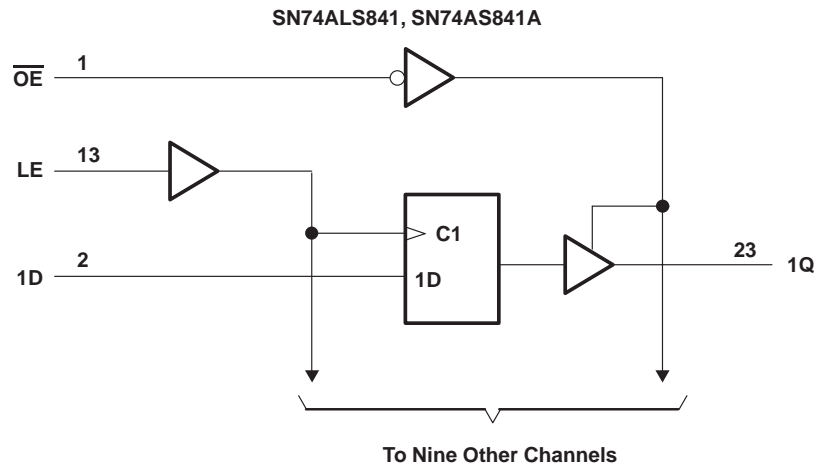 SN74ALS841, SN74AS841A
OE 1
LE 13
C1
1D 2 1D
23 1Q
To Nine Other Channels